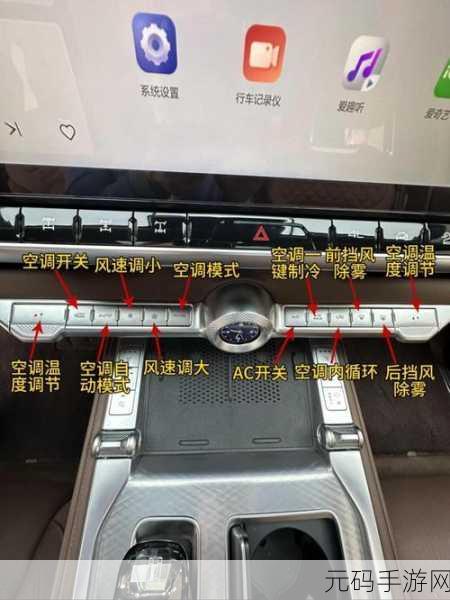 系统设置
行车记录仪
爱趣听
爱奇艺
空调开关
风速调小
空调模式
空调一
键制冷
前挡风
除雾
空调温
度调节
空调温
度调节
空调自
动模式
风速调大
AC开关
空调内循环
后挡风
除雾
元码手游网